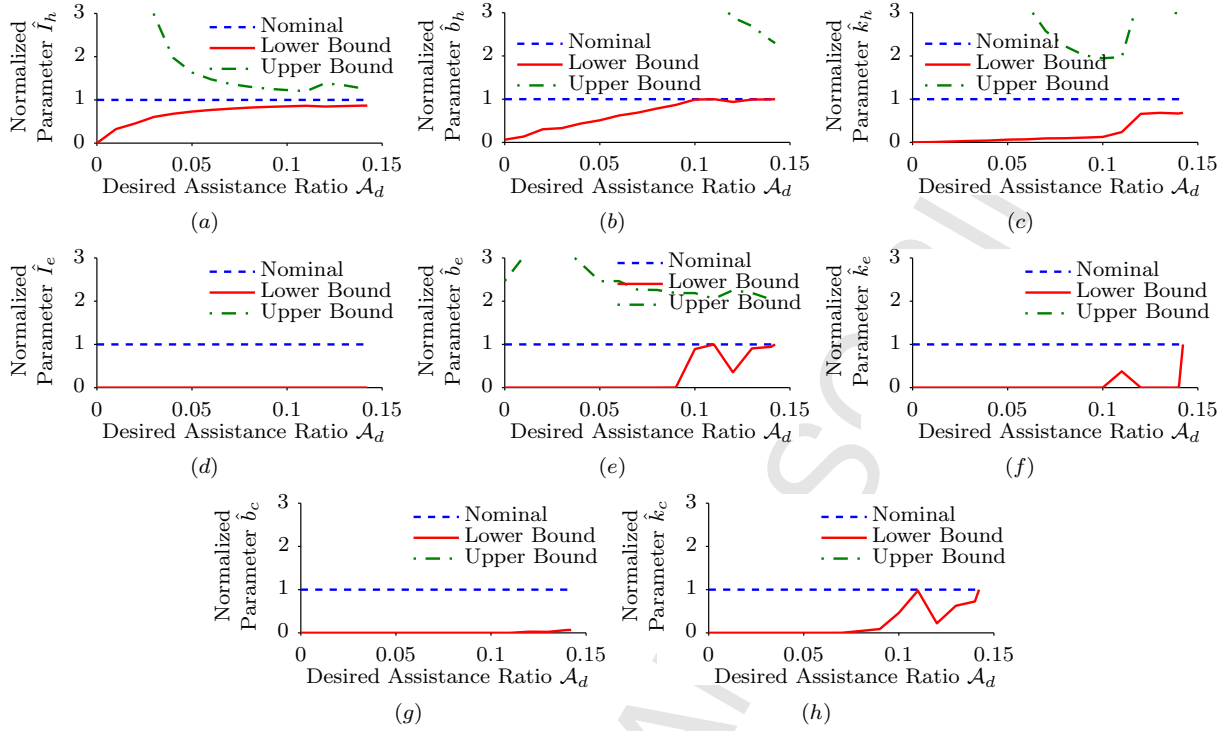 Normalized
Parameter Î_h
3
2
1
0
Nominal
Lower Bound
Upper Bound
0 0.05 0.1 0.15
Desired Assistance Ratio 𝒜_d
(a)
Normalized
Parameter b̂_h
3
2
1
0
Nominal
Lower Bound
Upper Bound
0 0.05 0.1 0.15
Desired Assistance Ratio 𝒜_d
(b)
Normalized
Parameter k̂_h
3
2
1
0
Nominal
Lower Bound
Upper Bound
0 0.05 0.1 0.15
Desired Assistance Ratio 𝒜_d
(c)
Normalized
Parameter Î_e
3
2
1
0
Nominal
Lower Bound
Upper Bound
0 0.05 0.1 0.15
Desired Assistance Ratio 𝒜_d
(d)
Normalized
Parameter b̂_e
3
2
1
0
Nominal
Lower Bound
Upper Bound
0 0.05 0.1 0.15
Desired Assistance Ratio 𝒜_d
(e)
Normalized
Parameter k̂_e
3
2
1
0
Nominal
Lower Bound
Upper Bound
0 0.05 0.1 0.15
Desired Assistance Ratio 𝒜_d
(f)
Normalized
Parameter b̂_c
3
2
1
0
Nominal
Lower Bound
Upper Bound
0 0.05 0.1 0.15
Desired Assistance Ratio 𝒜_d
(g)
Normalized
Parameter k̂_c
3
2
1
0
Nominal
Lower Bound
Upper Bound
0 0.05 0.1 0.15
Desired Assistance Ratio 𝒜_d
(h)